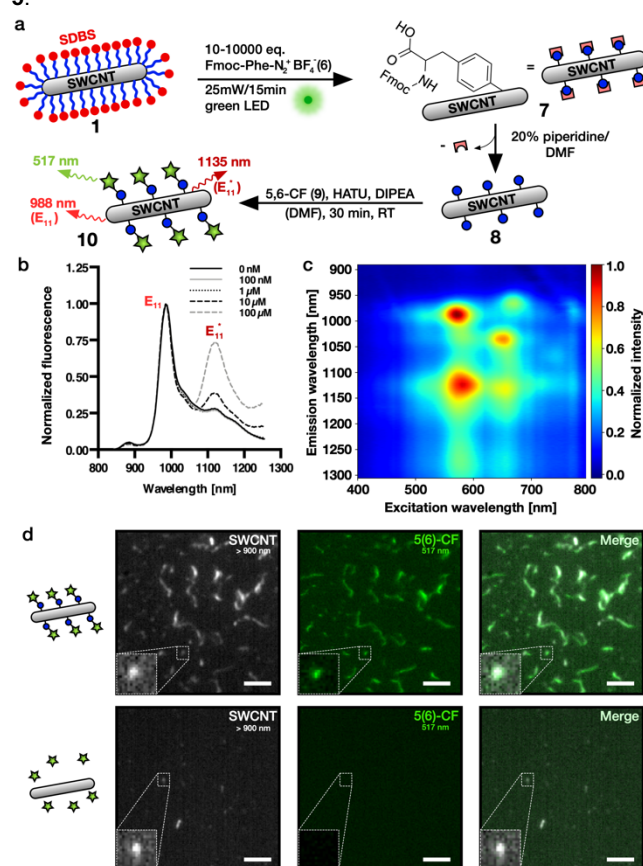 a
SDBS
SWCNT
1
10-10000 eq.
Fmoc-Phe-N₂⁺ BF₄⁻(6)
25mW/15min
green LED
HO
O
NH
Fmoc
SWCNT
=
SWCNT
7
-
20% piperidine/
DMF
SWCNT
8
5,6-CF (9), HATU, DIPEA
(DMF), 30 min, RT
517 nm
1135 nm
(E₁₁*)
988 nm
(E₁₁)
SWCNT
10
b
Normalized fluorescence
1.25
1.00
0.75
0.50
0.25
0.00
800 900 1000 1100 1200 1300
Wavelength [nm]
E₁₁
E₁₁*
0 nM
100 nM
1 µM
10 µM
100 µM
c
Emission wavelength [nm]
900
950
1000
1050
1100
1150
1200
1250
1300
400 500 600 700 800
Excitation wavelength [nm]
1.0
0.8
0.6
0.4
0.2
0.0
Normalized intensity
d
SWCNT
> 900 nm
5(6)-CF
517 nm
Merge
SWCNT
> 900 nm
5(6)-CF
517 nm
Merge